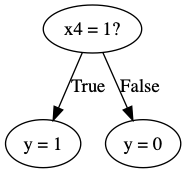 x4 = 1?
True
False
y = 1
y = 0